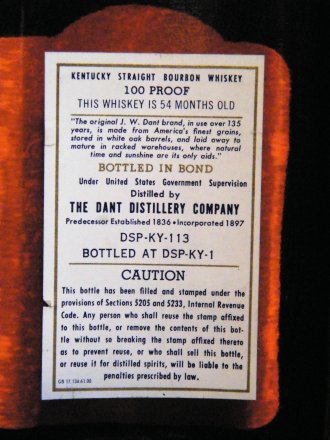 KENTUCKY STRAIGHT BOURBON WHISKEY
100 PROOF
THIS WHISKEY IS 54 MONTHS OLD
"The original J. W. Dant brand, in use over 135
years, is made from America's finest grains,
stored in white oak barrels, and laid away to
mature in racked warehouses, where natural
time and sunshine are its only aids."
BOTTLED IN BOND
Under United States Government Supervision
Distilled by
THE DANT DISTILLERY COMPANY
Predecessor Established 1836 • Incorporated 1897
DSP-KY-113
BOTTLED AT DSP-KY-1
CAUTION
This bottle has been filled and stamped under the
provisions of Sections 5205 and 5233, Internal Revenue
Code. Any person who shall reuse the stamp affixed
to this bottle, or remove the contents of this bot-
tle without so breaking the stamp affixed thereto
as to prevent reuse, or who shall sell this bottle,
or reuse it for distilled spirits, will be liable to the
penalties prescribed by law.